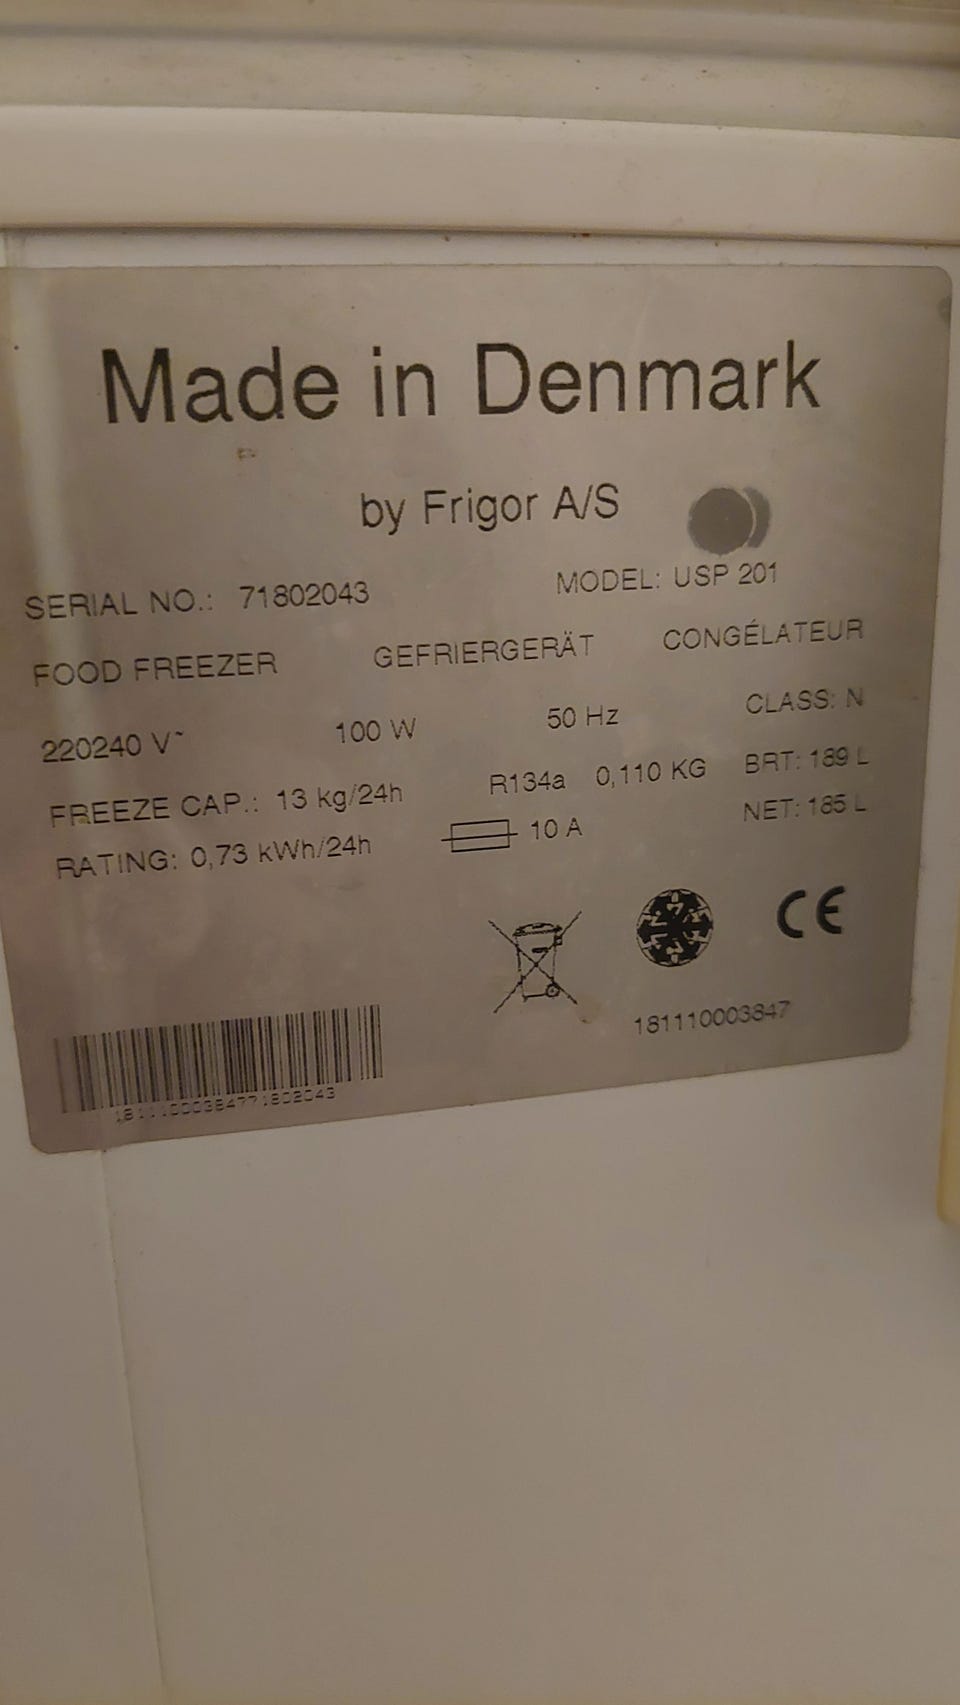 Made in Denmark
by Frigor A/S
SERIAL NO.: 71802043 MODEL: USP 201
FOOD FREEZER GEFRIERGERÄT CONGÉLATEUR
220240 V~ 100 W 50 Hz CLASS: N
FREEZE CAP.: 13 kg/24h R134a 0,110 KG BRT: 189 L
RATING: 0,73 kWh/24h 10 A NET: 185 L
CE
181110003847
18111000384771802043